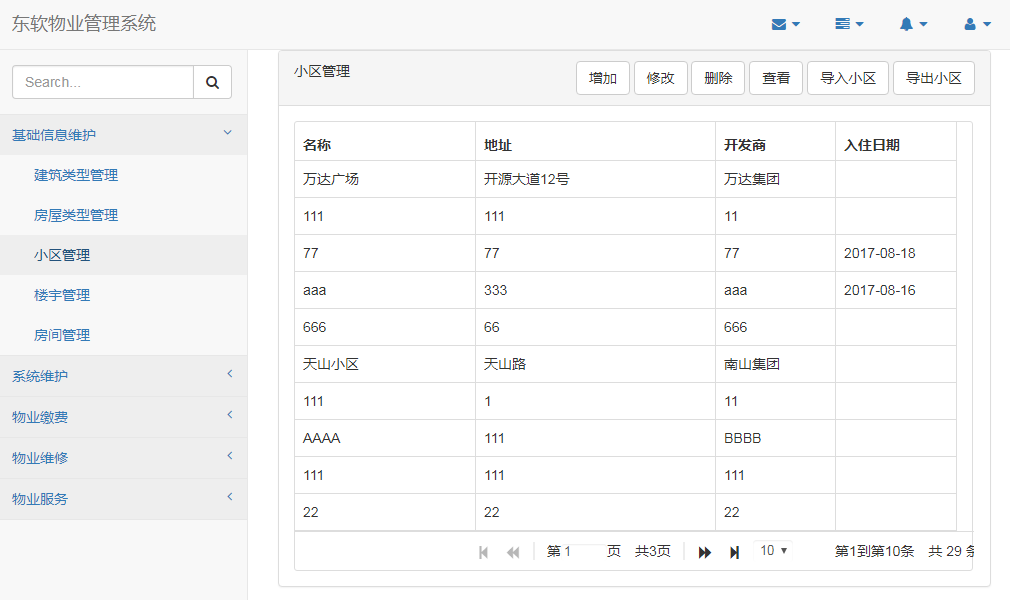 东软物业管理系统
Search...
基础信息维护
建筑类型管理
房屋类型管理
小区管理
楼宇管理
房间管理
系统维护
物业缴费
物业维修
物业服务
小区管理 增加 修改 删除 查看 导入小区 导出小区
名称 地址 开发商 入住日期
万达广场 开源大道12号 万达集团
111 111 11
77 77 77 2017-08-18
aaa 333 aaa 2017-08-16
666 66 666
天山小区 天山路 南山集团
111 1 11
AAAA 111 BBBB
111 111 111
22 22 22
第 1 页 共3页 10 第1到第10条 共 29 条